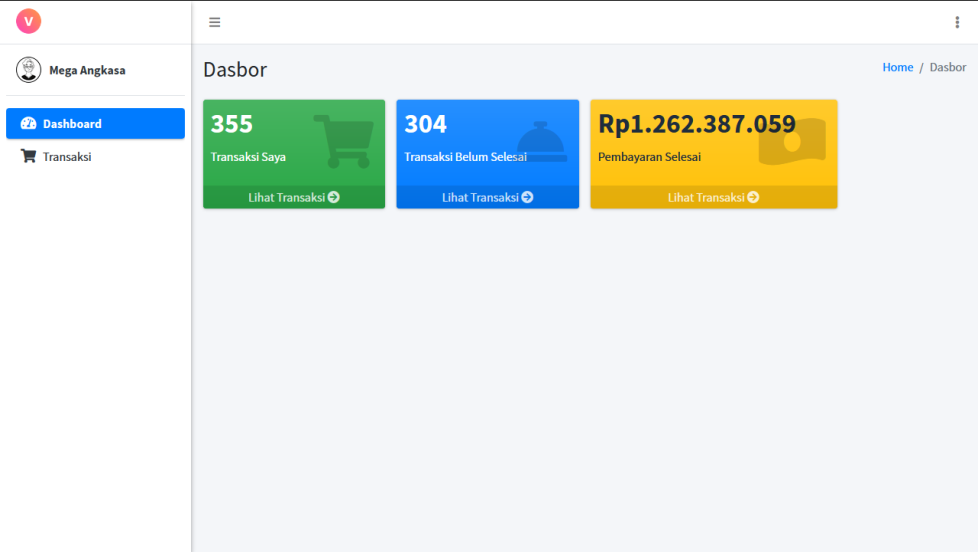 V
Mega Angkasa
Dashboard
Transaksi
Dasbor
Home / Dasbor
355
Transaksi Saya
Lihat Transaksi
304
Transaksi Belum Selesai
Lihat Transaksi
Rp1.262.387.059
Pembayaran Selesai
Lihat Transaksi